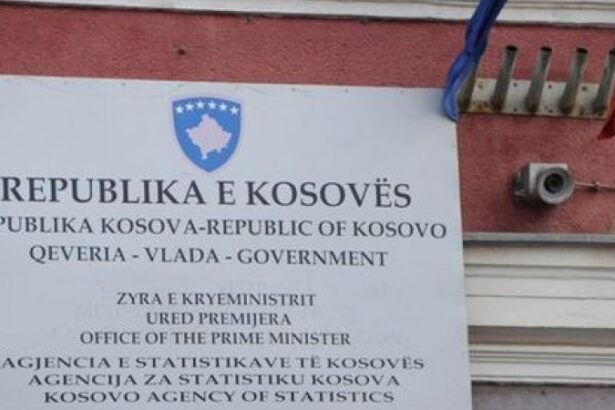 REPUBLIKA E KOSOVËS
PUBLIKA KOSOVA-REPUBLIC OF KOSOVO
QEVERIA - VLADA - GOVERNMENT
ZYRA E KRYEMINISTRIT
URED PREMIJERA
OFFICE OF THE PRIME MINISTER
AGJENCIA E STATISTIKAVE TË KOSOVËS
AGENCIJA ZA STATISTIKU KOSOVA
KOSOVO AGENCY OF STATISTICS